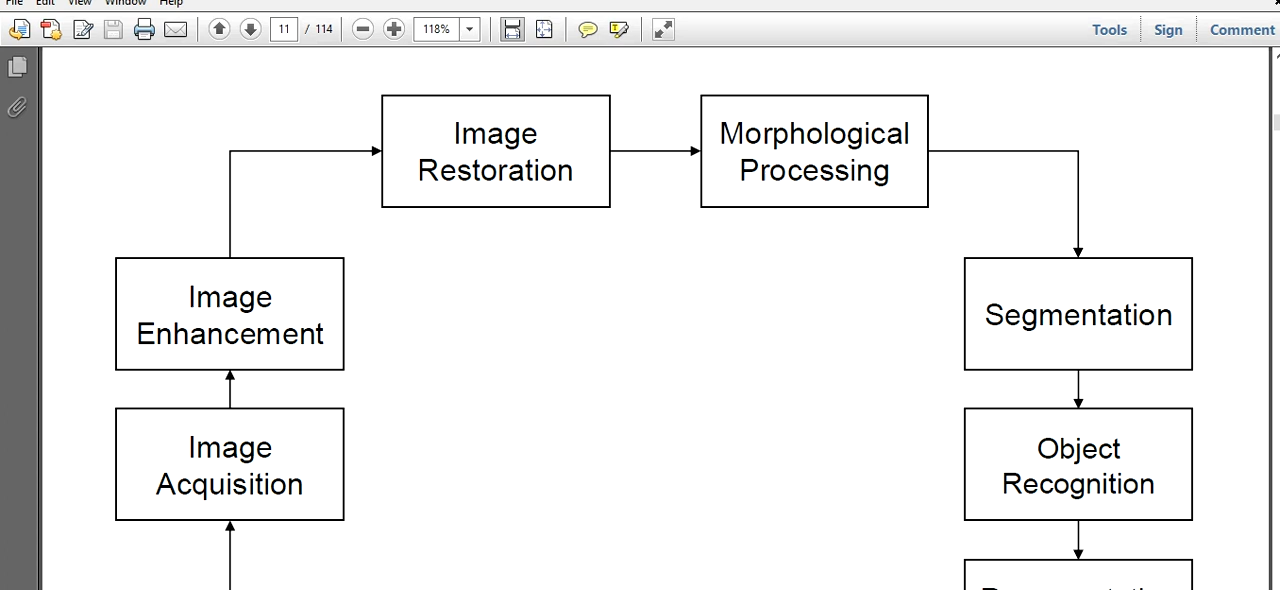 File Edit View Window Help
11 / 114 118% Tools Sign Comment
Image
Restoration
Morphological
Processing
Image
Enhancement
Segmentation
Image
Acquisition
Object
Recognition